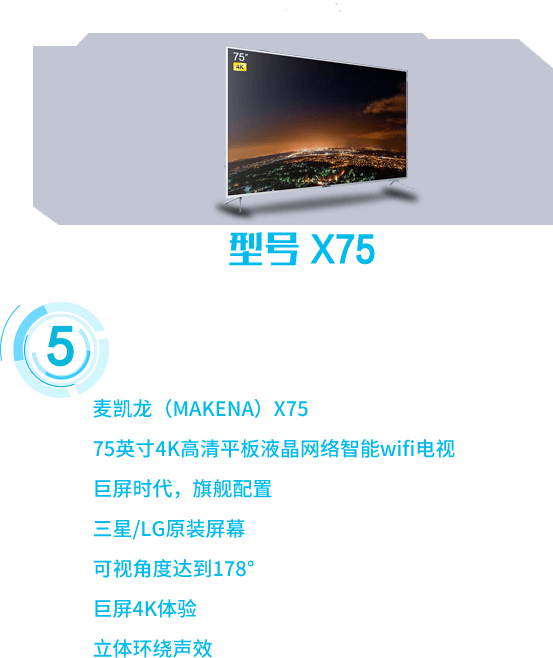 75"
4K
型号 X75
5
麦凯龙（MAKENA）X75
75英寸4K高清平板液晶网络智能wifi电视
巨屏时代，旗舰配置
三星/LG原装屏幕
可视角度达到178°
巨屏4K体验
立体环绕声效